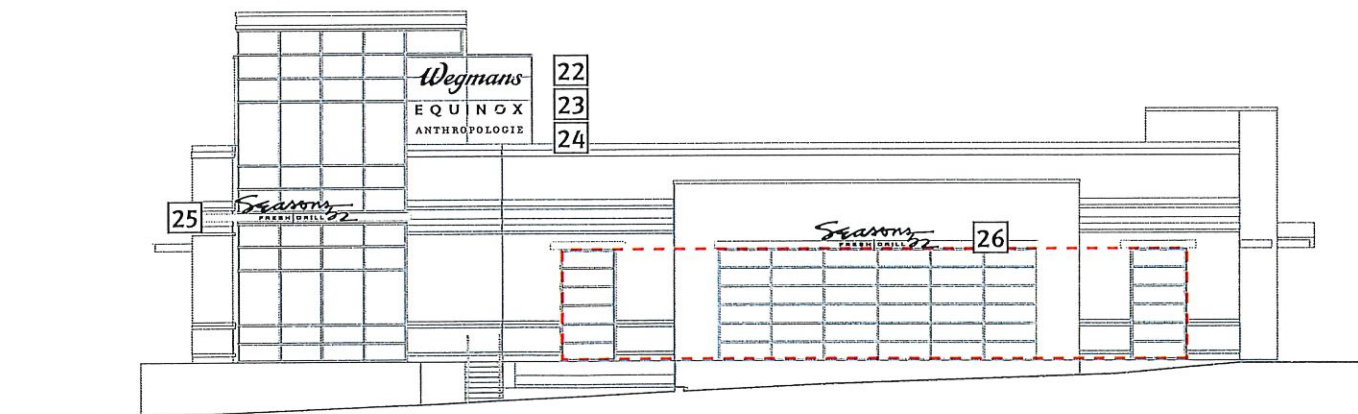 Wegmans 22
EQUINOX 23
ANTHROPOLOGIE 24
25 Seasons 52
FRESH GRILL
Seasons 52 26
FRESH GRILL